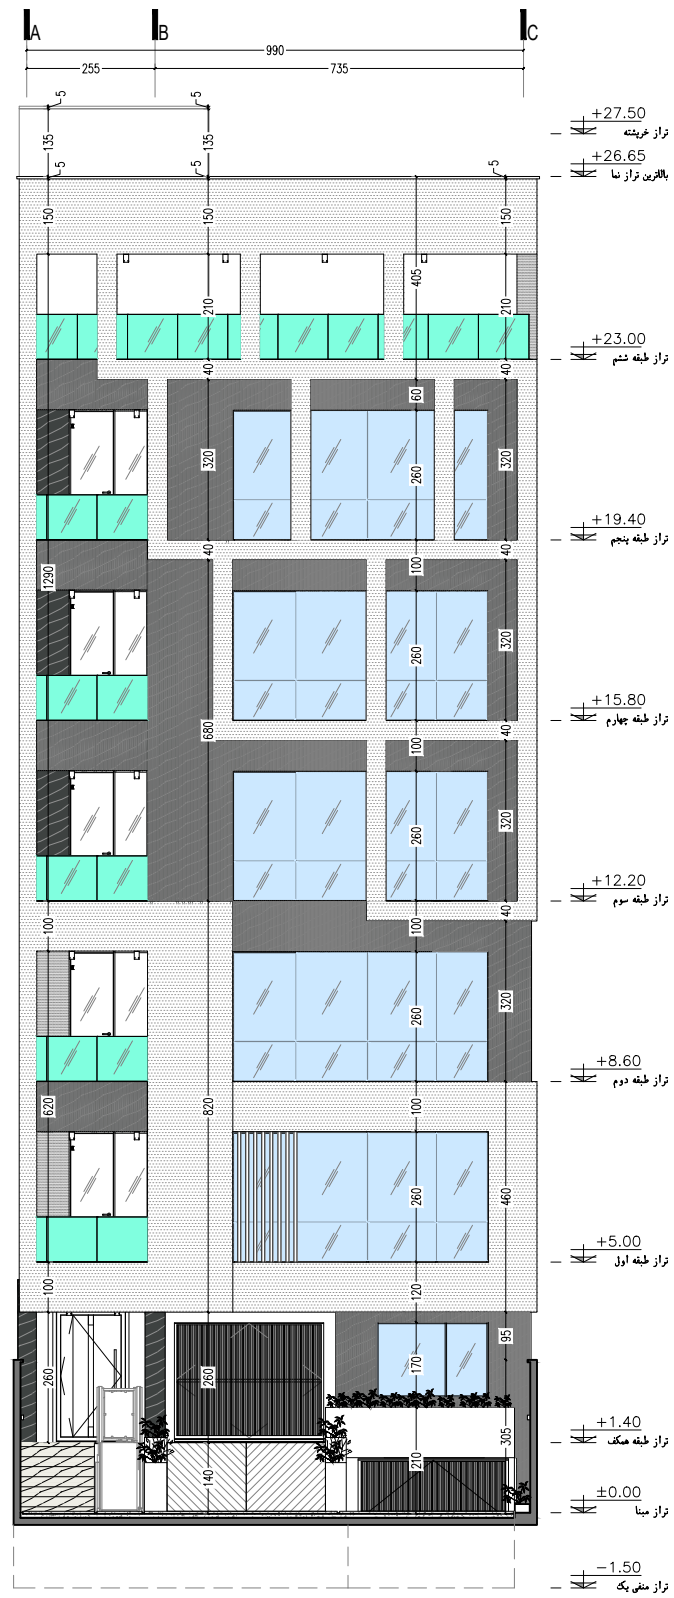 A B C
990
255 735
5 5
+27.50
تراز خرپشته
135 135
+26.65
بالاترین تراز نما
5 5 5
150 150 150
405
210 210
+23.00
تراز طبقه ششم
40 40
60
320 260 320
+19.40
تراز طبقه پنجم
40 40
1290 100
260 320
+15.80
تراز طبقه چهارم
680 40
100
260 320
+12.20
تراز طبقه سوم
100 100 40
260 320
+8.60
تراز طبقه دوم
620 820 100
260 460
+5.00
تراز طبقه اول
100 120
95
260 260 170
+1.40
تراز طبقه همکف
305
140 210
±0.00
تراز مبنا
−1.50
تراز منفی یک